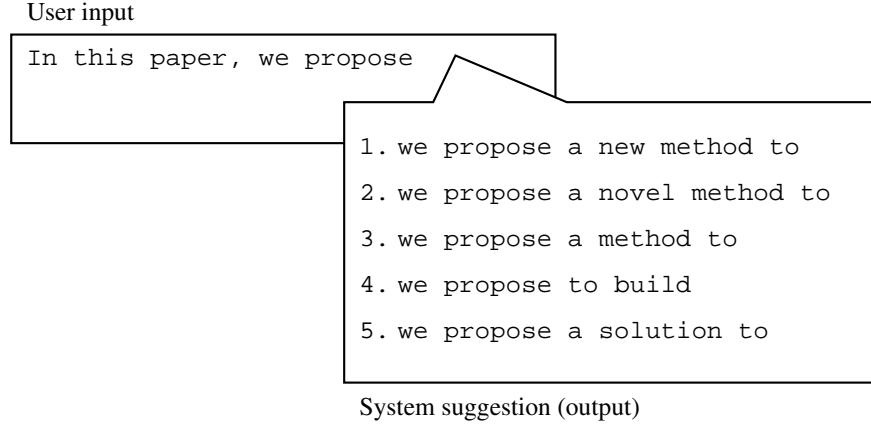 User input
In this paper, we propose
1. we propose a new method to
2. we propose a novel method to
3. we propose a method to
4. we propose to build
5. we propose a solution to
System suggestion (output)